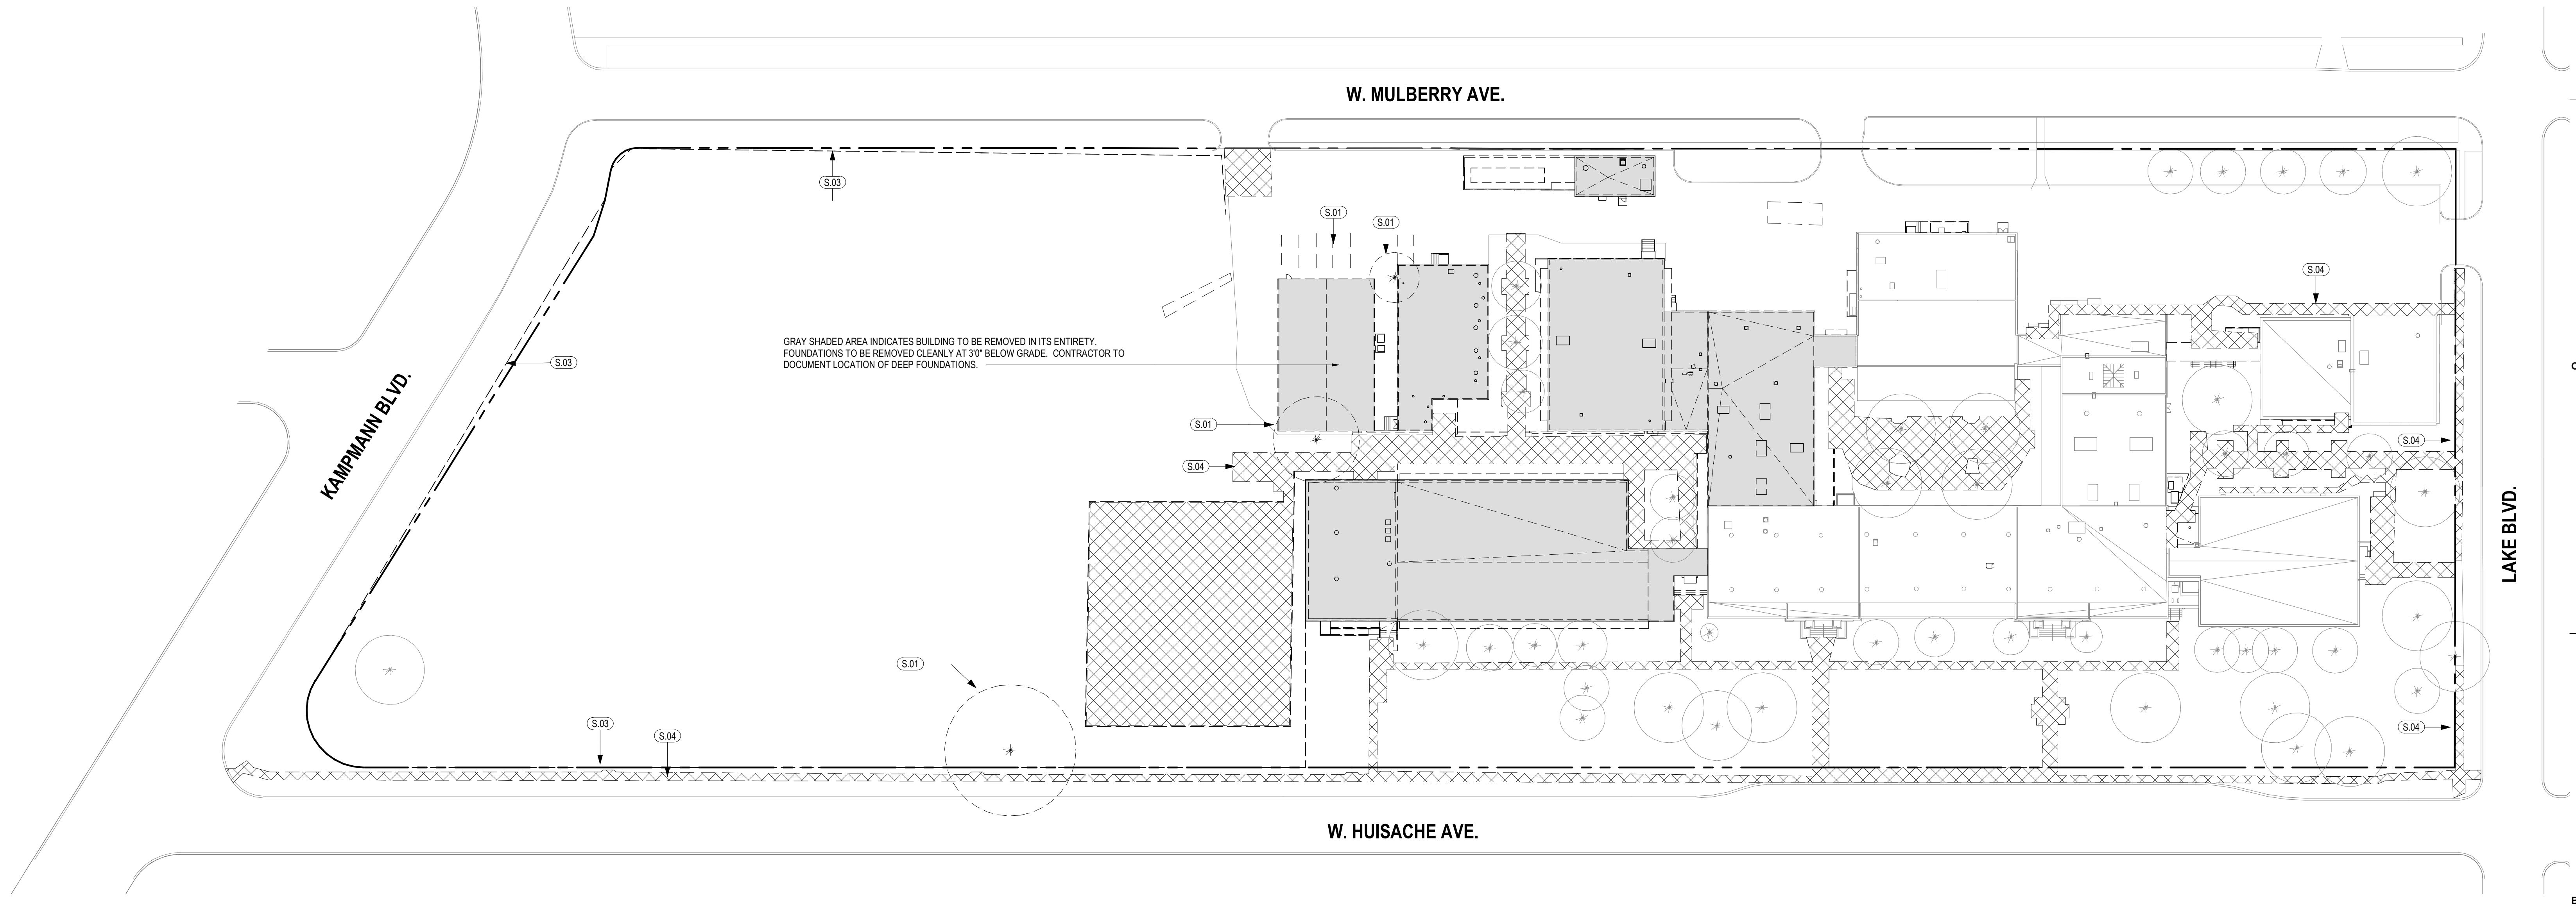 W. MULBERRY AVE.
S.03
S.01
S.01
S.04
GRAY SHADED AREA INDICATES BUILDING TO BE REMOVED IN ITS ENTIRETY.
FOUNDATIONS TO BE REMOVED CLEANLY AT 3'0" BELOW GRADE. CONTRACTOR TO
DOCUMENT LOCATION OF DEEP FOUNDATIONS.
S.03
KAMPMANN BLVD.
S.01
S.04
S.04
LAKE BLVD.
S.01
S.03
S.04
S.04
W. HUISACHE AVE.